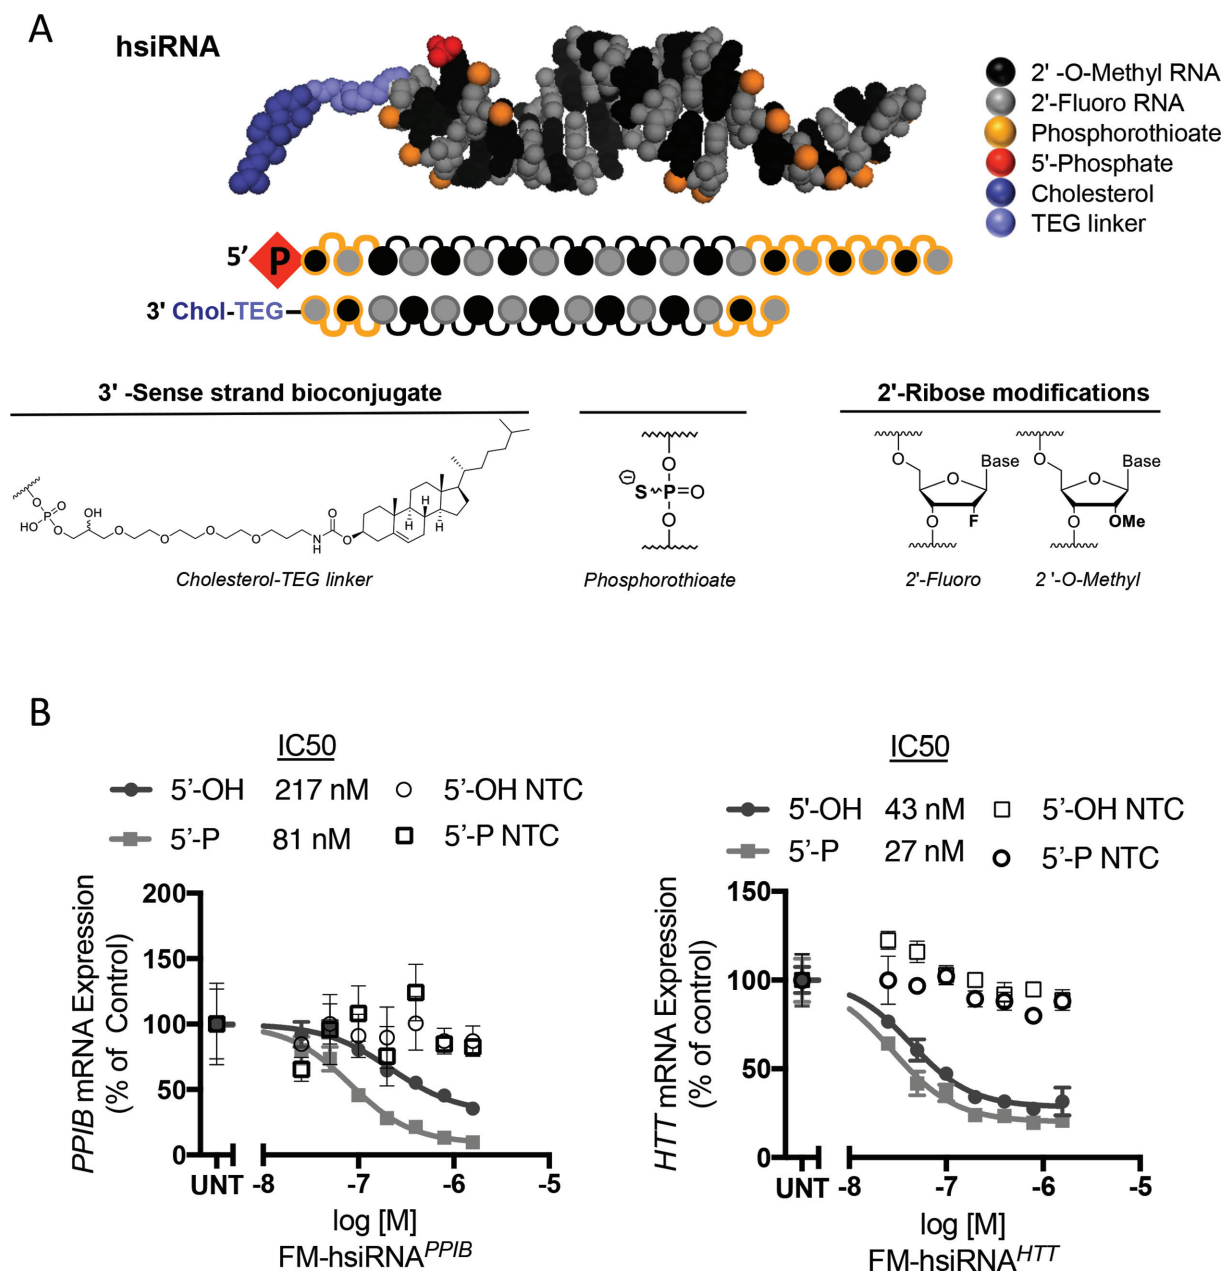 A
hsiRNA
2' -O-Methyl RNA
2'-Fluoro RNA
Phosphorothioate
5'-Phosphate
Cholesterol
TEG linker
5’ P
3' Chol-TEG
3' -Sense strand bioconjugate
2'-Ribose modifications
O
HO
P
O
O
OH
O
O
O
O
N
H
O
O
H
H
H
Cholesterol-TEG linker
O
S
P=O
O
Phosphorothioate
O
O
Base
O
F
2'-Fluoro
O
O
Base
O
OMe
2 '-O-Methyl
B
IC50
5’-OH 217 nM 5’-OH NTC
5’-P 81 nM 5’-P NTC
PPIB mRNA Expression
(% of Control)
200
150
100
50
0
UNT -8 -7 -6 -5
log [M]
FM-hsiRNA^PPIB
IC50
5'-OH 43 nM 5’-OH NTC
5’-P 27 nM 5’-P NTC
HTT mRNA Expression
(% of control)
150
100
50
0
UNT -8 -7 -6 -5
log [M]
FM-hsiRNA^HTT